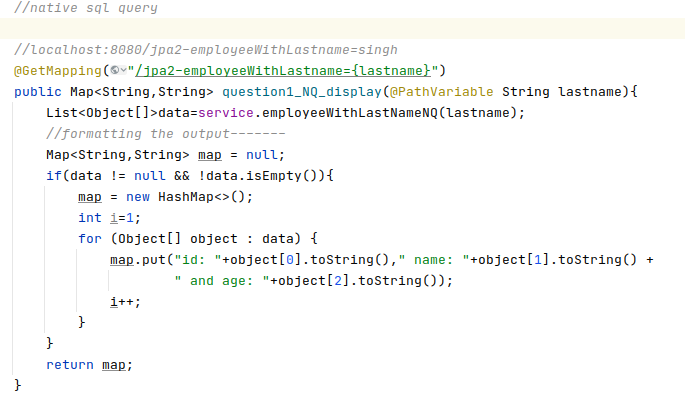 //native sql query
//localhost:8080/jpa2-employeeWithLastname=singh
@GetMapping("/jpa2-employeeWithLastname={lastname}")
public Map<String,String> question1_NQ_display(@PathVariable String lastname){
    List<Object[]>data=service.employeeWithLastNameNQ(lastname);
    //formatting the output-------
    Map<String,String> map = null;
    if(data != null && !data.isEmpty()){
        map = new HashMap<>();
        int i=1;
        for (Object[] object : data) {
            map.put("id: "+object[0].toString()," name: "+object[1].toString() +
                    " and age: "+object[2].toString());
            i++;
        }
    }
    return map;
}